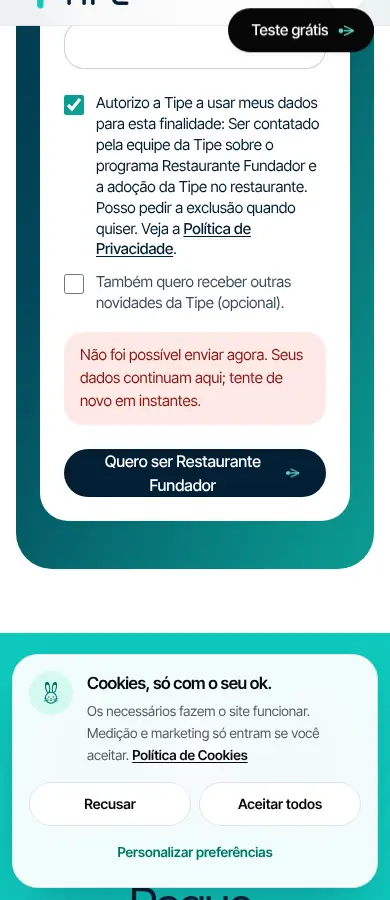 Teste grátis
Autorizo a Tipe a usar meus dados
para esta finalidade: Ser contatado
pela equipe da Tipe sobre o
programa Restaurante Fundador e
a adoção da Tipe no restaurante.
Posso pedir a exclusão quando
quiser. Veja a Política de
Privacidade.
Também quero receber outras
novidades da Tipe (opcional).
Não foi possível enviar agora. Seus
dados continuam aqui; tente de
novo em instantes.
Quero ser Restaurante
Fundador
Cookies, só com o seu ok.
Os necessários fazem o site funcionar.
Medição e marketing só entram se você
aceitar. Política de Cookies
Recusar
Aceitar todos
Personalizar preferências